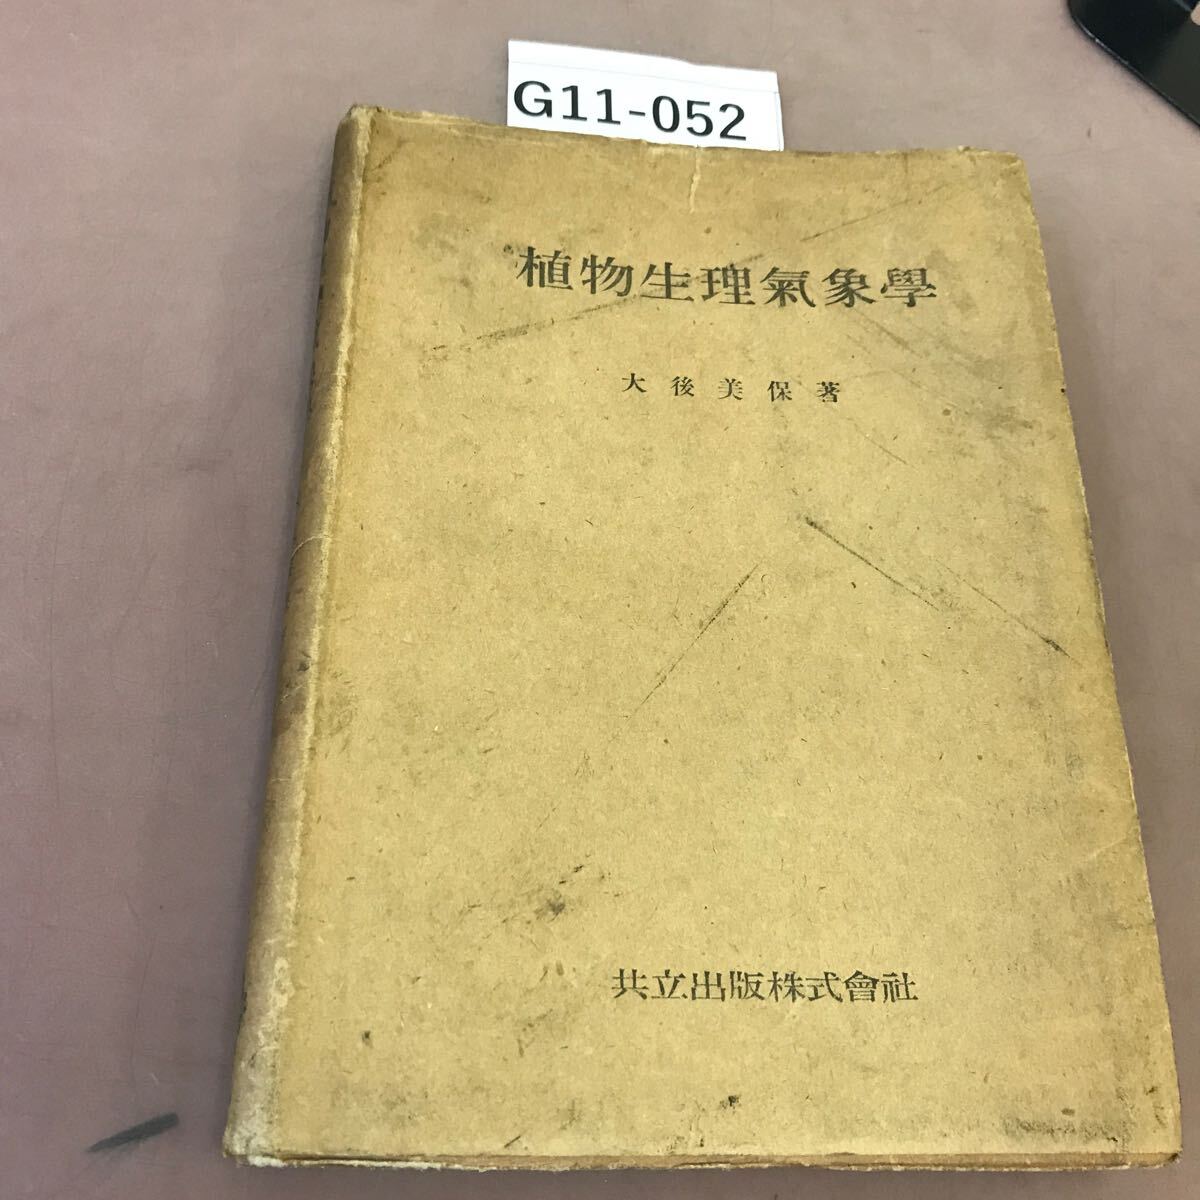 G11-052
植物生理氣象學
大後美保著
共立出版株式會社